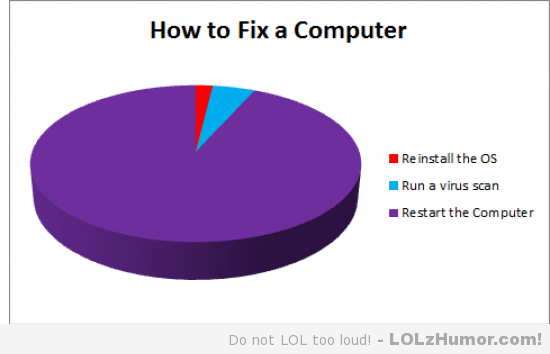 How to Fix a Computer
Reinstall the OS
Run a virus scan
Restart the Computer
Do not LOL too loud! - LOLzHumor.com!